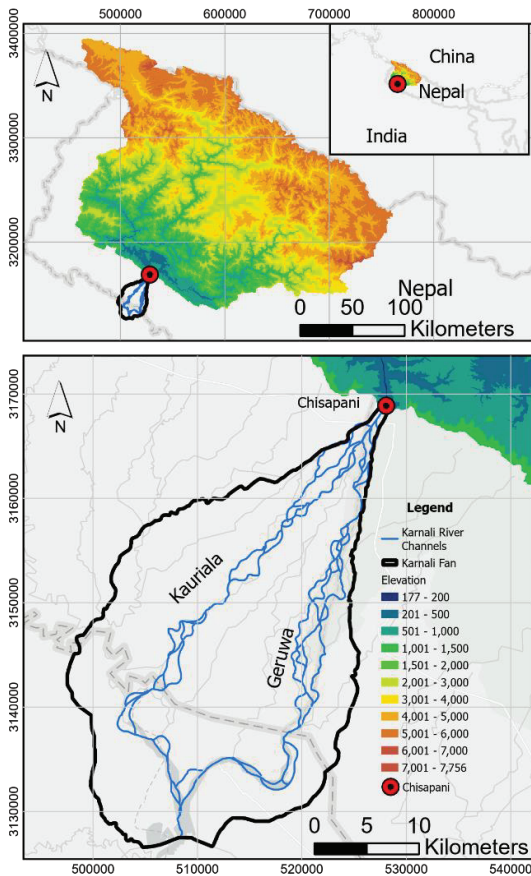 500000 600000 700000 800000
3400000
3300000
3200000
N
China
Nepal
India
Nepal
0 50 100
Kilometers
3170000
3160000
3150000
3140000
3130000
N
Chisapani
Kauriala
Geruwa
Legend
Karnali River
Channels
Karnali Fan
Elevation
177 - 200
201 - 500
501 - 1,000
1,001 - 1,500
1,501 - 2,000
2,001 - 3,000
3,001 - 4,000
4,001 - 5,000
5,001 - 6,000
6,001 - 7,000
7,001 - 7,756
Chisapani
0 5 10
Kilometers
500000 510000 520000 530000 540000